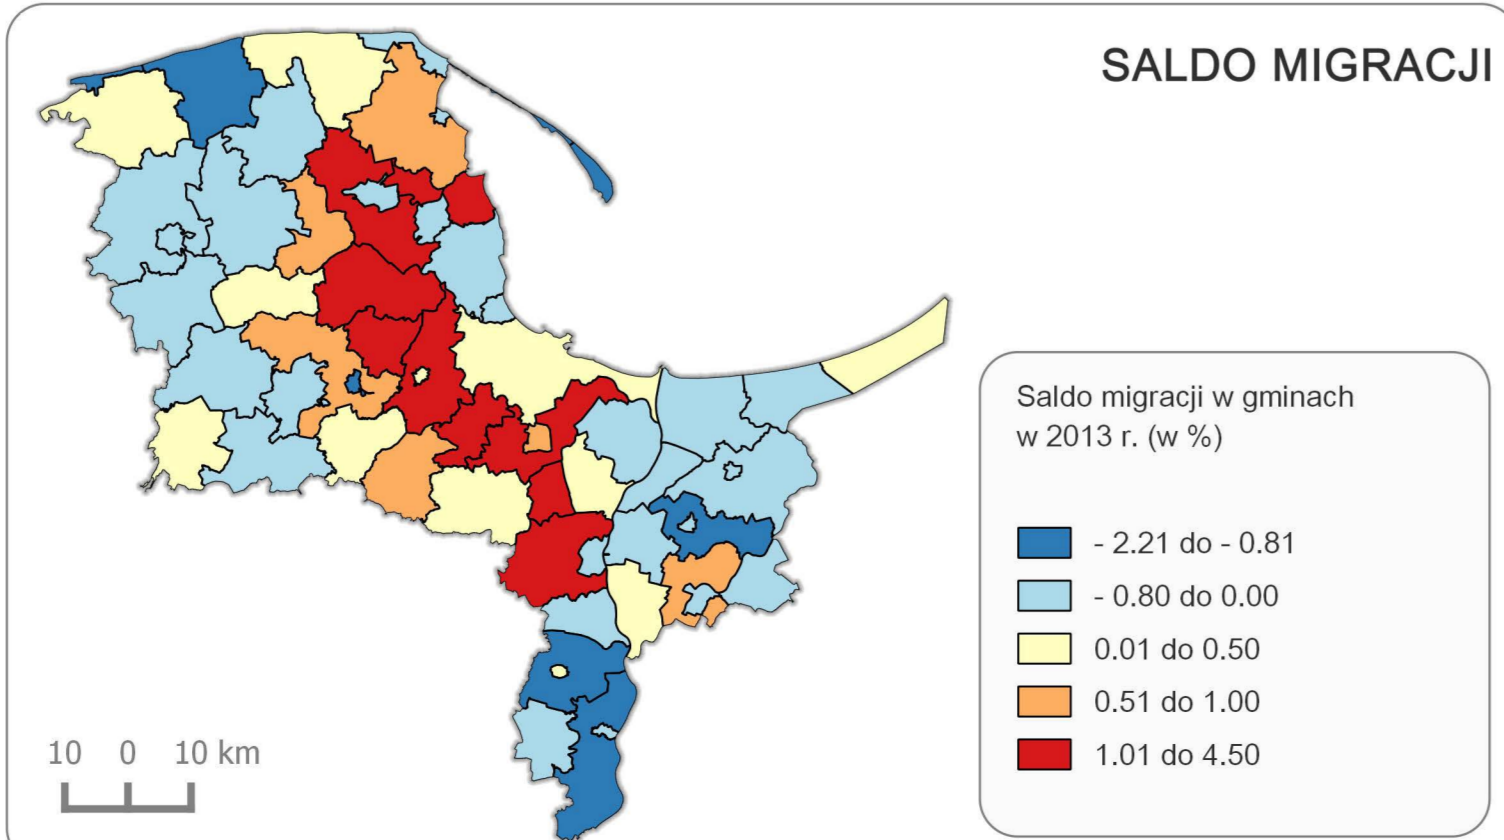 SALDO MIGRACJI
Saldo migracji w gminach
w 2013 r. (w %)
- 2.21 do - 0.81
- 0.80 do 0.00
0.01 do 0.50
0.51 do 1.00
1.01 do 4.50
10 0 10 km